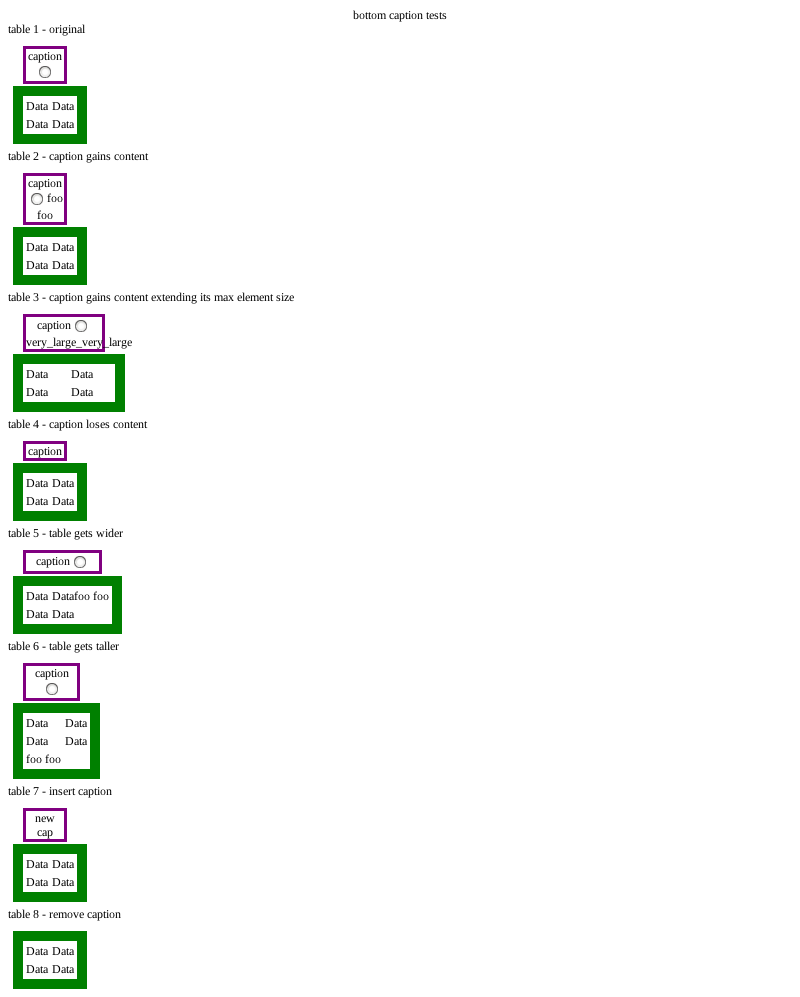 bottom caption tests
table 1 - original
caption
Data Data
Data Data
table 2 - caption gains content
caption
foo
foo
Data Data
Data Data
table 3 - caption gains content extending its max element size
caption
very_large_very_large
Data Data
Data Data
table 4 - caption loses content
caption
Data Data
Data Data
table 5 - table gets wider
caption
Data Datafoo foo
Data Data
table 6 - table gets taller
caption
Data Data
Data Data
foo foo
table 7 - insert caption
new
cap
Data Data
Data Data
table 8 - remove caption
Data Data
Data Data